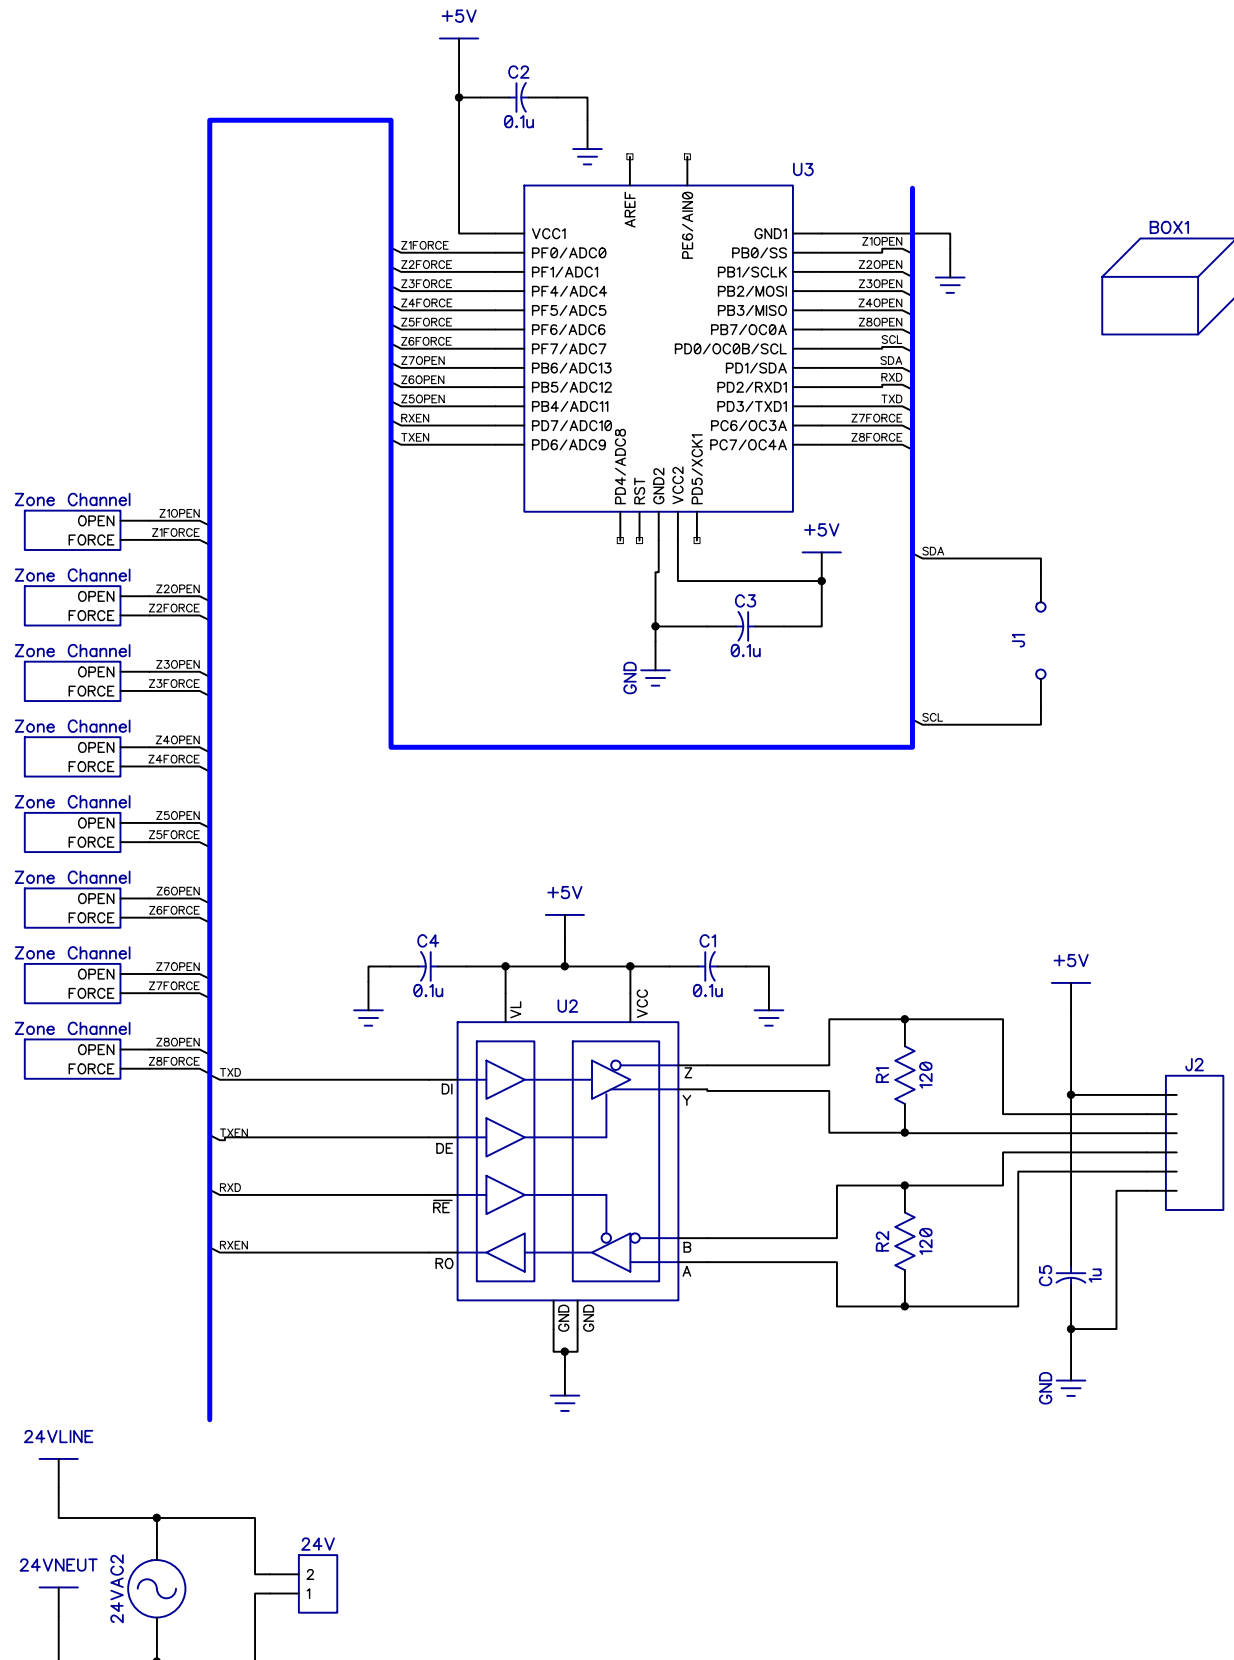 +5V
C2
0.1u
U3
AREF
PE6/AIN0
BOX1
VCC1
PF0/ADC0
PF1/ADC1
PF4/ADC4
PF5/ADC5
PF6/ADC6
PF7/ADC7
PB6/ADC13
PB5/ADC12
PB4/ADC11
PD7/ADC10
PD6/ADC9
Z1FORCE
Z2FORCE
Z3FORCE
Z4FORCE
Z5FORCE
Z6FORCE
Z7OPEN
Z6OPEN
Z5OPEN
RXEN
TXEN
GND1
PB0/SS
PB1/SCLK
PB2/MOSI
PB3/MISO
PB7/OC0A
PD0/OC0B/SCL
PD1/SDA
PD2/RXD1
PD3/TXD1
PC6/OC3A
PC7/OC4A
Z1OPEN
Z2OPEN
Z3OPEN
Z4OPEN
Z8OPEN
SCL
SDA
RXD
TXD
Z7FORCE
Z8FORCE
PD4/ADC8
RST
GND2
VCC2
PD5/XCK1
+5V
C3
0.1u
GND
SDA
J1
SCL
Zone Channel
OPEN Z1OPEN
FORCE Z1FORCE
Zone Channel
OPEN Z2OPEN
FORCE Z2FORCE
Zone Channel
OPEN Z3OPEN
FORCE Z3FORCE
Zone Channel
OPEN Z4OPEN
FORCE Z4FORCE
Zone Channel
OPEN Z5OPEN
FORCE Z5FORCE
Zone Channel
OPEN Z6OPEN
FORCE Z6FORCE
Zone Channel
OPEN Z7OPEN
FORCE Z7FORCE
Zone Channel
OPEN Z8OPEN
FORCE Z8FORCE
+5V
C4
0.1u
C1
0.1u
VL
U2
VCC
TXD
DI
TXEN
DE
RXD
RE
RXEN
RO
Z
Y
B
A
GND
GND
R1
120
R2
120
+5V
J2
C5
1u
GND
24VLINE
24VNEUT
24VAC2
24V
2
1